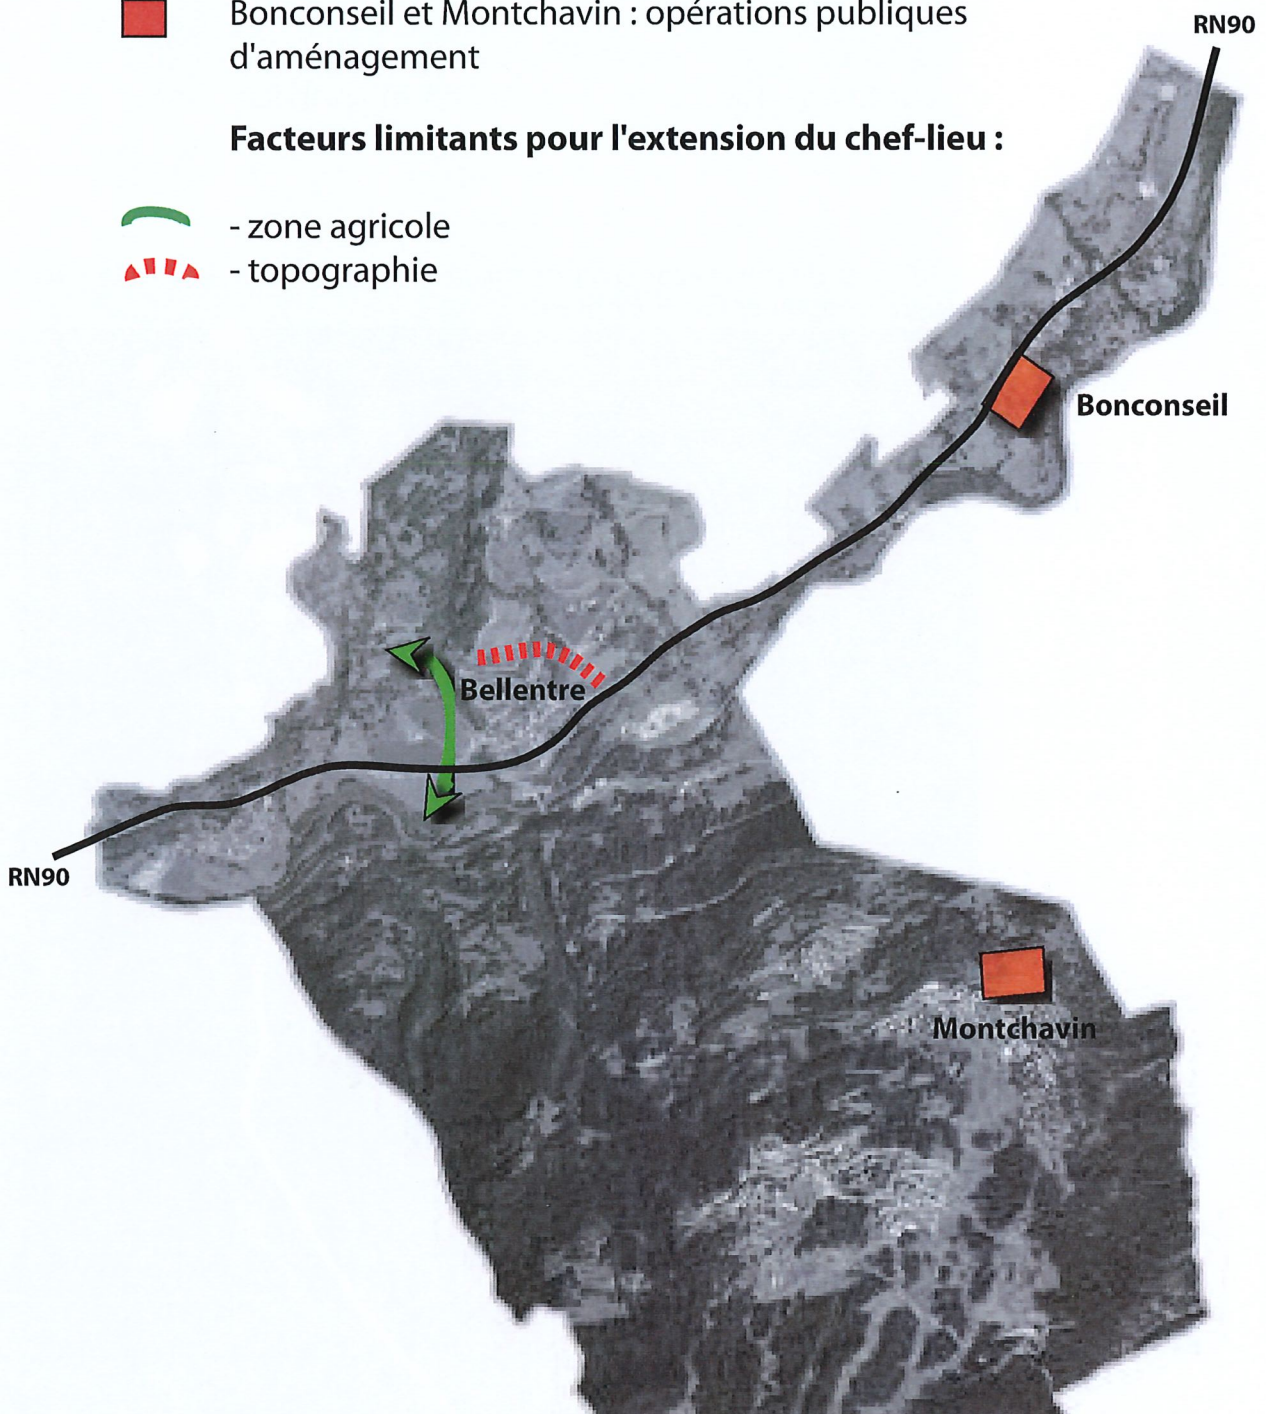 Bonconseil et Montchavin : opérations publiques
d'aménagement
RN90
Facteurs limitants pour l'extension du chef-lieu :
- zone agricole
- topographie
Bonconseil
Bellentre
RN90
Montchavin